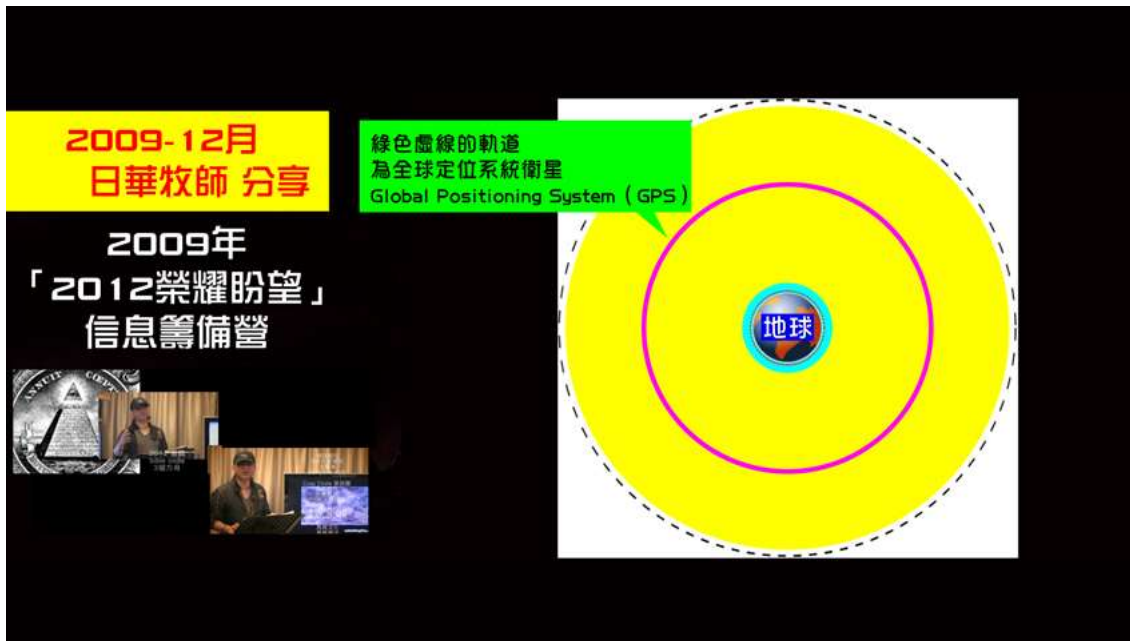 2009-12月
日華牧師 分享
2009年
「2012榮耀盼望」
信息籌備營
綠色虛線的軌道
為全球定位系統衛星
Global Positioning System（GPS）
地球
ANNUIT CŒPT